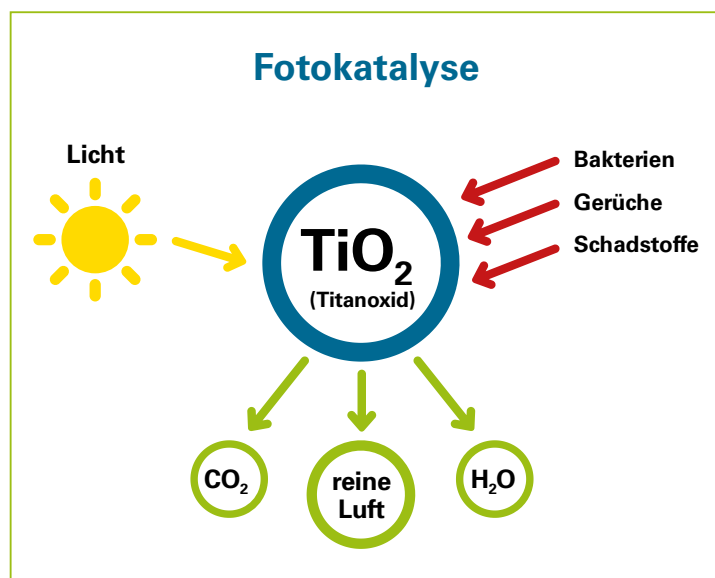 Fotokatalyse
Licht
Bakterien
Gerüche
Schadstoffe
TiO₂
(Titanoxid)
CO₂
reine
Luft
H₂O